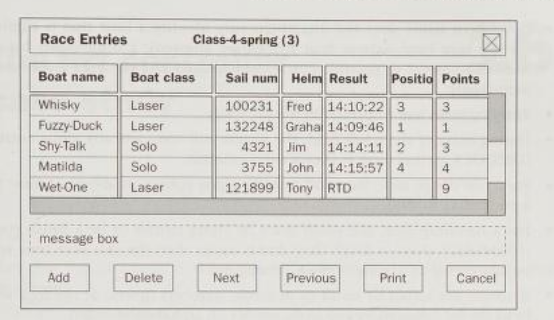 Race Entries Class-4-spring (3)
Boat name Boat class Sail num Helm Result Positio Points
Whisky Laser 100231 Fred 14:10:22 3 3
Fuzzy-Duck Laser 132248 Graha 14:09:46 1 1
Shy-Talk Solo 4321 Jim 14:14:11 2 3
Matilda Solo 3755 John 14:15:57 4 4
Wet-One Laser 121899 Tony RTD 9
message box
Add Delete Next Previous Print Cancel